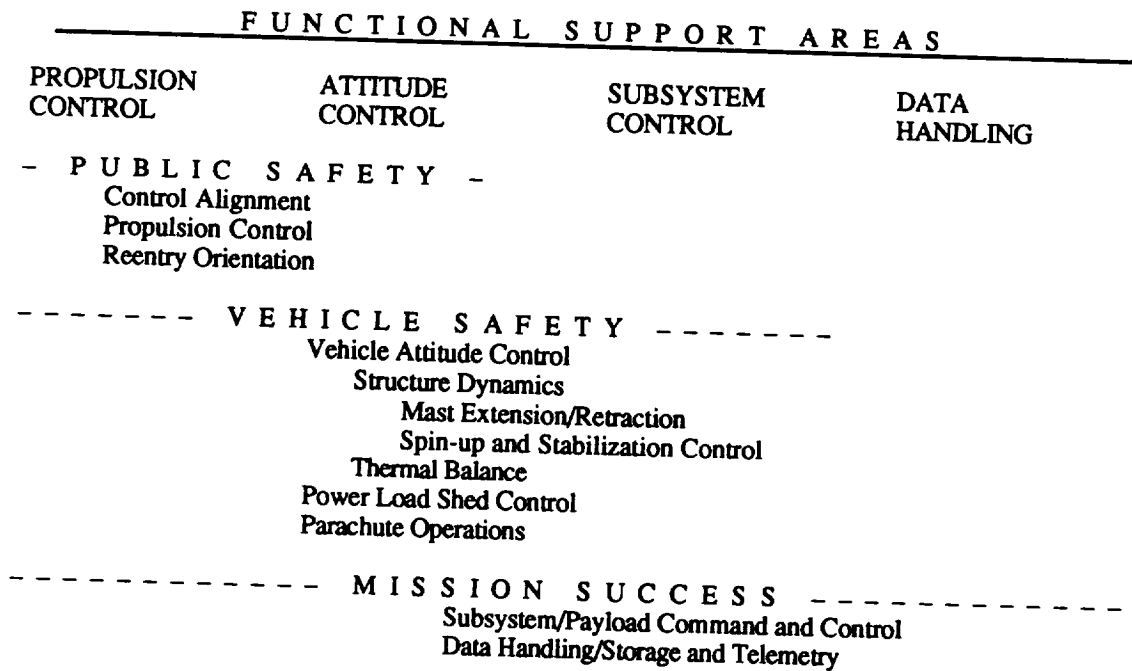 FUNCTIONAL SUPPORT AREAS
PROPULSION CONTROL
ATTITUDE CONTROL
SUBSYSTEM CONTROL
DATA HANDLING
- PUBLIC SAFETY -
Control Alignment
Propulsion Control
Reentry Orientation
------- VEHICLE SAFETY -------
Vehicle Attitude Control
Structure Dynamics
Mast Extension/Retraction
Spin-up and Stabilization Control
Thermal Balance
Power Load Shed Control
Parachute Operations
------------ MISSION SUCCESS ------------
Subsystem/Payload Command and Control
Data Handling/Storage and Telemetry